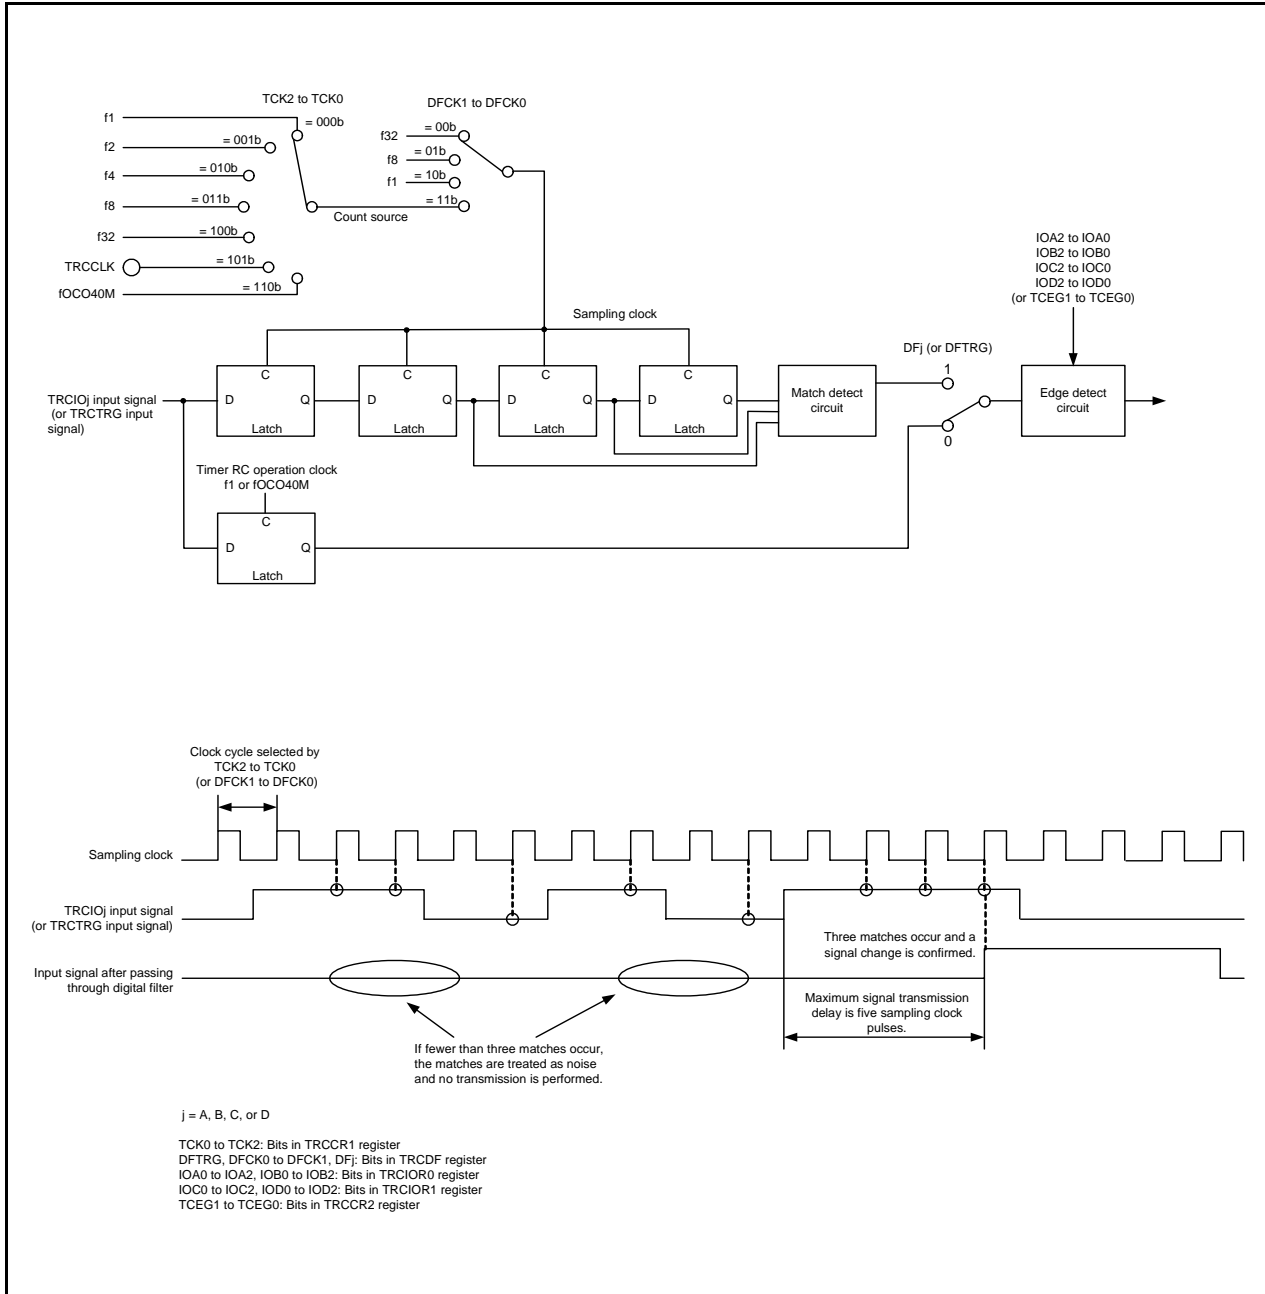 TCK2 to TCK0
DFCK1 to DFCK0
f1
= 000b
f2
= 001b
f4
= 010b
f8
= 011b
f32
= 100b
TRCCLK
= 101b
fOCO40M
= 110b
f32
= 00b
f8
= 01b
f1
= 10b
= 11b
Count source
IOA2 to IOA0
IOB2 to IOB0
IOC2 to IOC0
IOD2 to IOD0
(or TCEG1 to TCEG0)
Sampling clock
DFj (or DFTRG)
TRCIOj input signal
(or TRCTRG input
signal)
C
D
Q
Latch
C
D
Q
Latch
C
D
Q
Latch
C
D
Q
Latch
Match detect
circuit
1
0
Edge detect
circuit
Timer RC operation clock
f1 or fOCO40M
C
D
Q
Latch
Clock cycle selected by
TCK2 to TCK0
(or DFCK1 to DFCK0)
Sampling clock
TRCIOj input signal
(or TRCTRG input signal)
Three matches occur and a
signal change is confirmed.
Input signal after passing
through digital filter
Maximum signal transmission
delay is five sampling clock
pulses.
If fewer than three matches occur,
the matches are treated as noise
and no transmission is performed.
j = A, B, C, or D
TCK0 to TCK2: Bits in TRCCR1 register
DFTRG, DFCK0 to DFCK1, DFj: Bits in TRCDF register
IOA0 to IOA2, IOB0 to IOB2: Bits in TRCIOR0 register
IOC0 to IOC2, IOD0 to IOD2: Bits in TRCIOR1 register
TCEG1 to TCEG0: Bits in TRCCR2 register